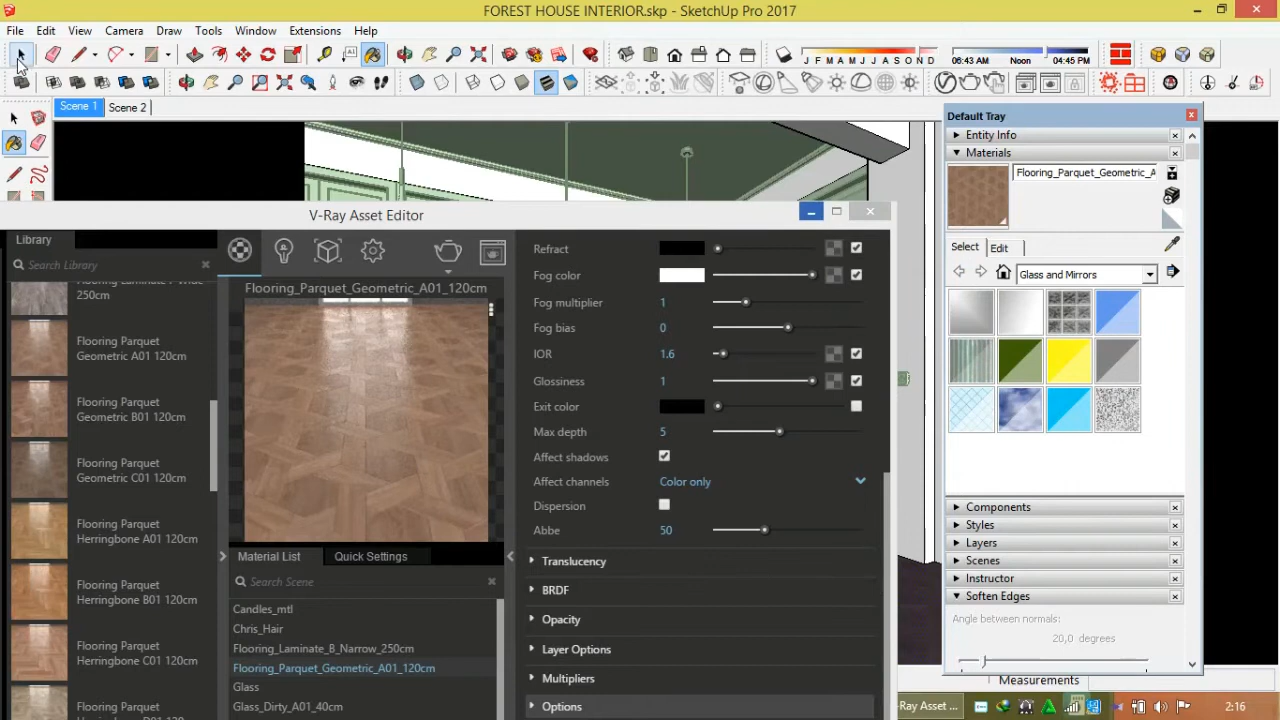 FOREST HOUSE INTERIOR.skp - SketchUp Pro 2017
File Edit View Camera Draw Tools Window Extensions Help
J F M A M J J A S O N D 06:43 AM Noon 04:45 PM
Scene 1 Scene 2
Default Tray
Entity Info
Materials
Flooring_Parquet_Geometric_A
Select Edit
Glass and Mirrors
Components
Styles
Layers
Scenes
Instructor
Soften Edges
Angle between normals:
20,0 degrees
Measurements
V-Ray Asset Editor
Library
Search Library
250cm
Flooring Parquet
Geometric A01 120cm
Flooring Parquet
Geometric B01 120cm
Flooring Parquet
Geometric C01 120cm
Flooring Parquet
Herringbone A01 120cm
Flooring Parquet
Herringbone B01 120cm
Flooring Parquet
Herringbone C01 120cm
Flooring Parquet
Flooring_Parquet_Geometric_A01_120cm
Material List Quick Settings
Search Scene
Candles_mtl
Chris_Hair
Flooring_Laminate_B_Narrow_250cm
Flooring_Parquet_Geometric_A01_120cm
Glass
Glass_Dirty_A01_40cm
Refract
Fog color
Fog multiplier 1
Fog bias 0
IOR 1.6
Glossiness 1
Exit color
Max depth 5
Affect shadows
Affect channels Color only
Dispersion
Abbe 50
Translucency
BRDF
Opacity
Layer Options
Multipliers
Options
-Ray Asset ... 2:16